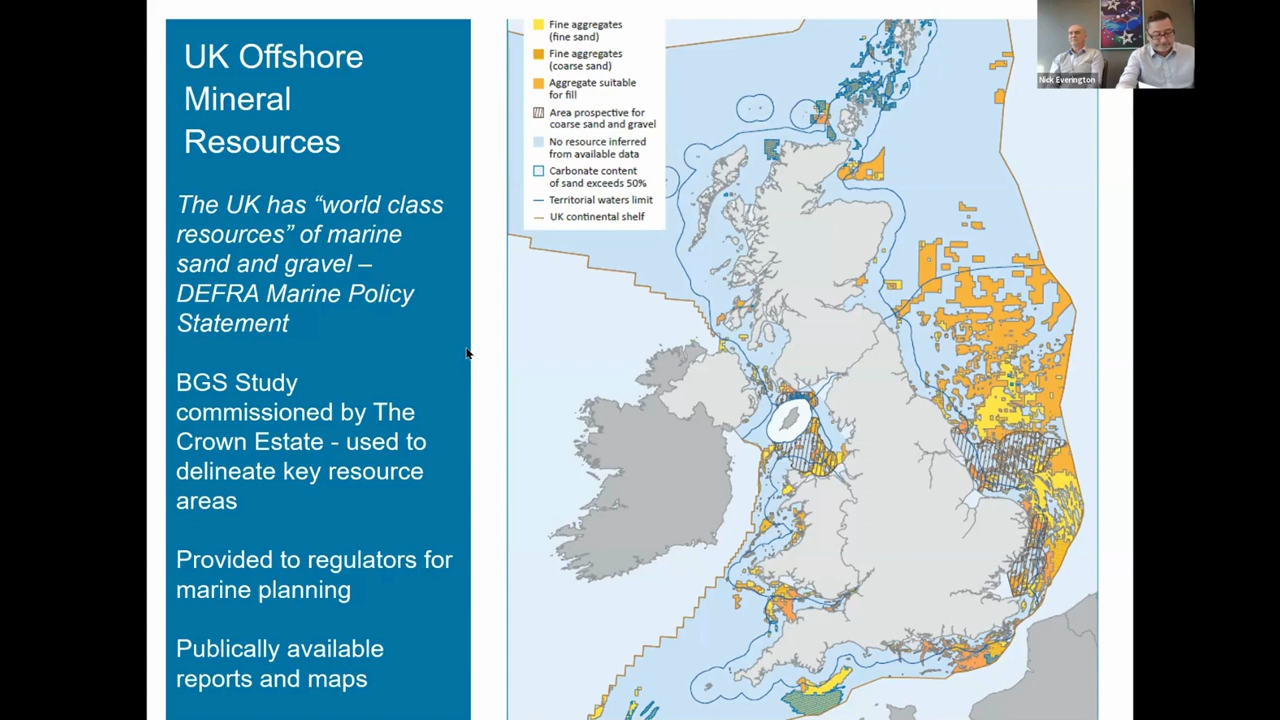 UK Offshore
Mineral
Resources
The UK has “world class
resources” of marine
sand and gravel –
DEFRA Marine Policy
Statement
BGS Study
commissioned by The
Crown Estate - used to
delineate key resource
areas
Provided to regulators for
marine planning
Publically available
reports and maps
Fine aggregates
(fine sand)
Fine aggregates
(coarse sand)
Aggregate suitable
for fill
Area prospective for
coarse sand and gravel
No resource inferred
from available data
Carbonate content
of sand exceeds 50%
Territorial waters limit
UK continental shelf
Nick Everington